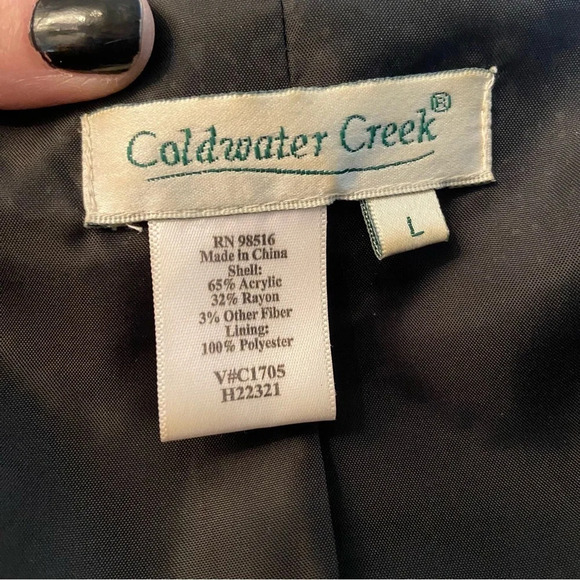 Coldwater Creek®
L
RN 98516
Made in China
Shell:
65% Acrylic
32% Rayon
3% Other Fiber
Lining:
100% Polyester
V#C1705
H22321